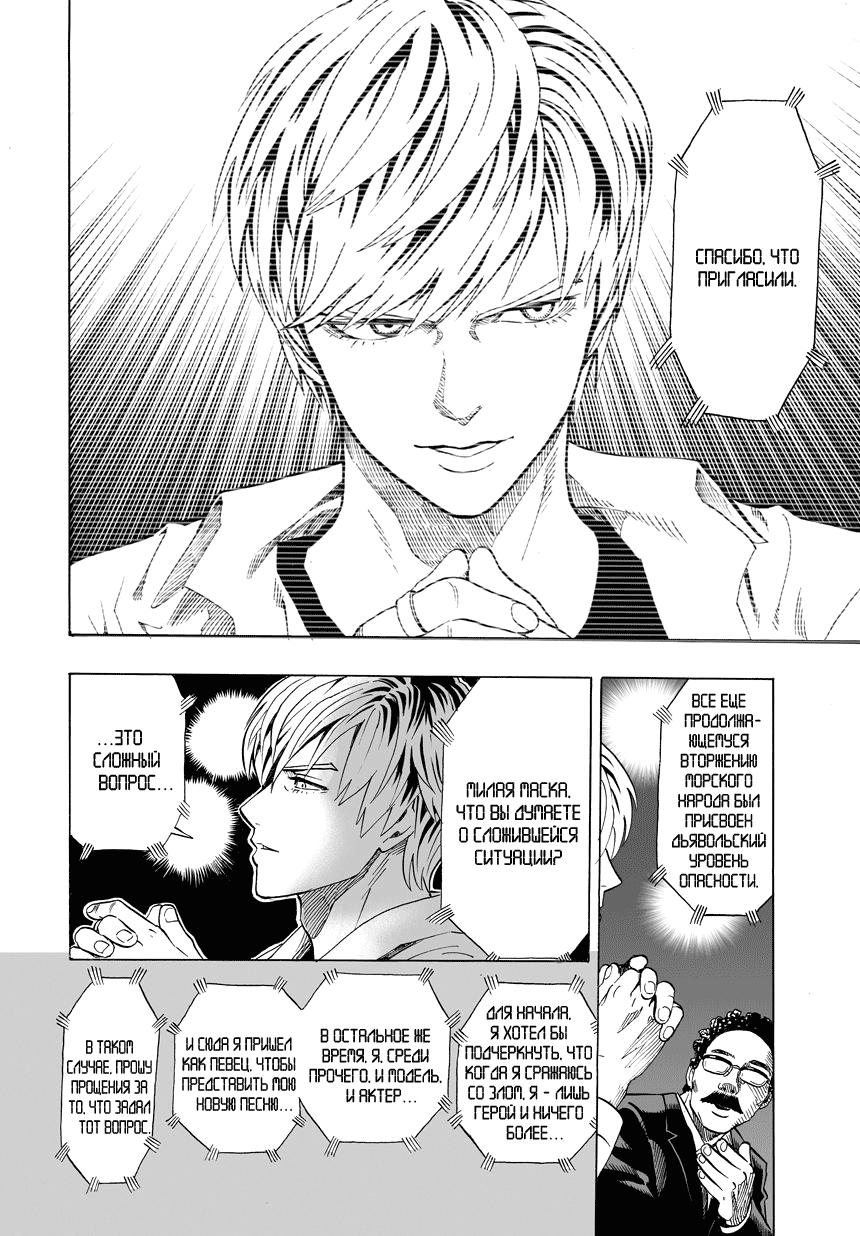 СПАСИБО, ЧТО
ПРИГЛАСИЛИ.
ВСЕ ЕЩЕ
ПРОДОЛЖА-
ЮЩЕМУСЯ
ВТОРЖЕНИЮ
МОРСКОГО
НАРОДА БЫЛ
ПРИСВОЕН
ДЬЯВОЛЬСКИЙ
УРОВЕНЬ
ОПАСНОСТИ.
МИЛАЯ МАСКА,
ЧТО ВЫ ДУМАЕТЕ
О СЛОЖИВШЕЙСЯ
СИТУАЦИИ?
...ЭТО
СЛОЖНЫЙ
ВОПРОС...
ДЛЯ НАЧАЛА,
Я ХОТЕЛ БЫ
ПОДЧЕРКНУТЬ, ЧТО
КОГДА Я СРАЖАЮСЬ
СО ЗЛОМ, Я - ЛИШЬ
ГЕРОЙ И НИЧЕГО
БОЛЕЕ...
В ОСТАЛЬНОЕ ЖЕ
ВРЕМЯ, Я, СРЕДИ
ПРОЧЕГО, И МОДЕЛЬ,
И АКТЕР...
И СЮДА Я ПРИШЕЛ
КАК ПЕВЕЦ, ЧТОБЫ
ПРЕДСТАВИТЬ МОЮ
НОВУЮ ПЕСНЮ...
В ТАКОМ
СЛУЧАЕ, ПРОШУ
ПРОЩЕНИЯ ЗА
ТО, ЧТО ЗАДАЛ
ТОТ ВОПРОС.